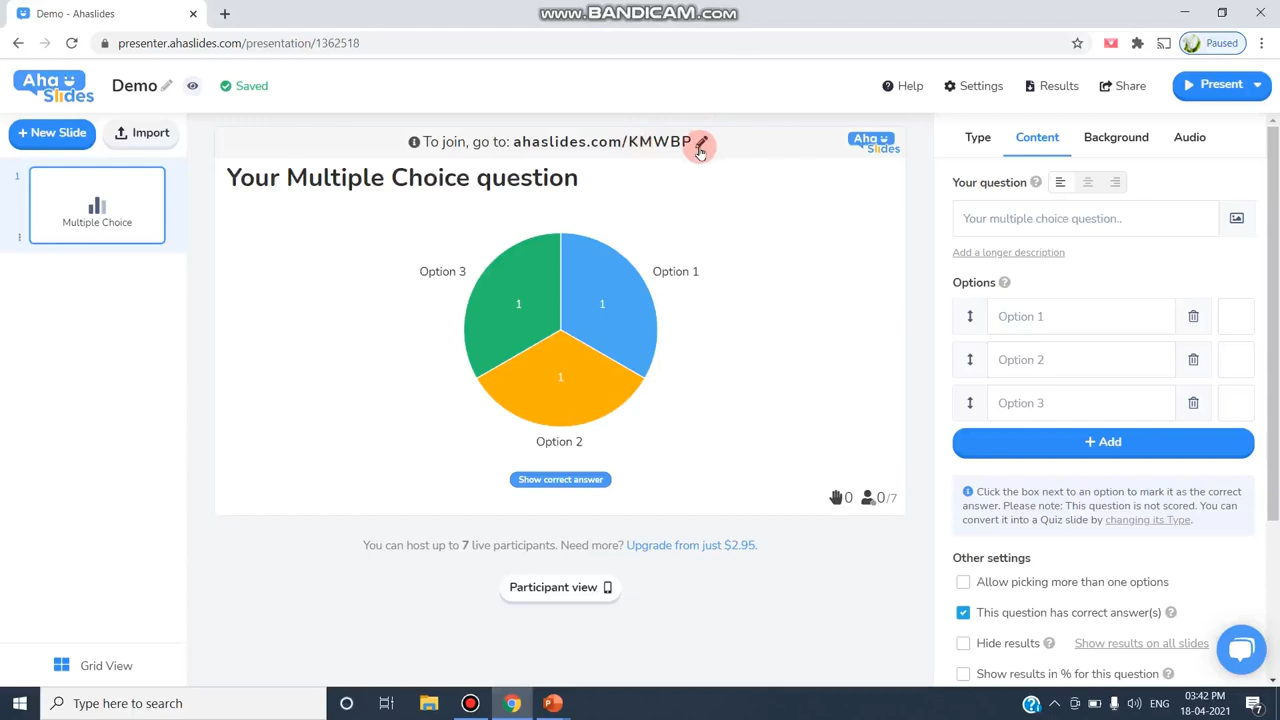 Demo - Ahaslides
www.BANDICAM.com
presenter.ahaslides.com/presentation/1362518
Paused
Aha Slides
Demo
Saved
Help
Settings
Results
Share
Present
+ New Slide
Import
1
Multiple Choice
Grid View
To join, go to: ahaslides.com/KMWBP
Aha Slides
Your Multiple Choice question
Option 3
Option 1
1
1
1
Option 2
Show correct answer
0
0/7
You can host up to 7 live participants. Need more? Upgrade from just $2.95.
Participant view
Type
Content
Background
Audio
Your question
Your multiple choice question..
Add a longer description
Options
Option 1
Option 2
Option 3
+ Add
Click the box next to an option to mark it as the correct
answer. Please note: This question is not scored. You can
convert it into a Quiz slide by changing its Type.
Other settings
Allow picking more than one options
This question has correct answer(s)
Hide results
Show results on all slides
Show results in % for this question
Type here to search
03:42 PM
18-04-2021
7